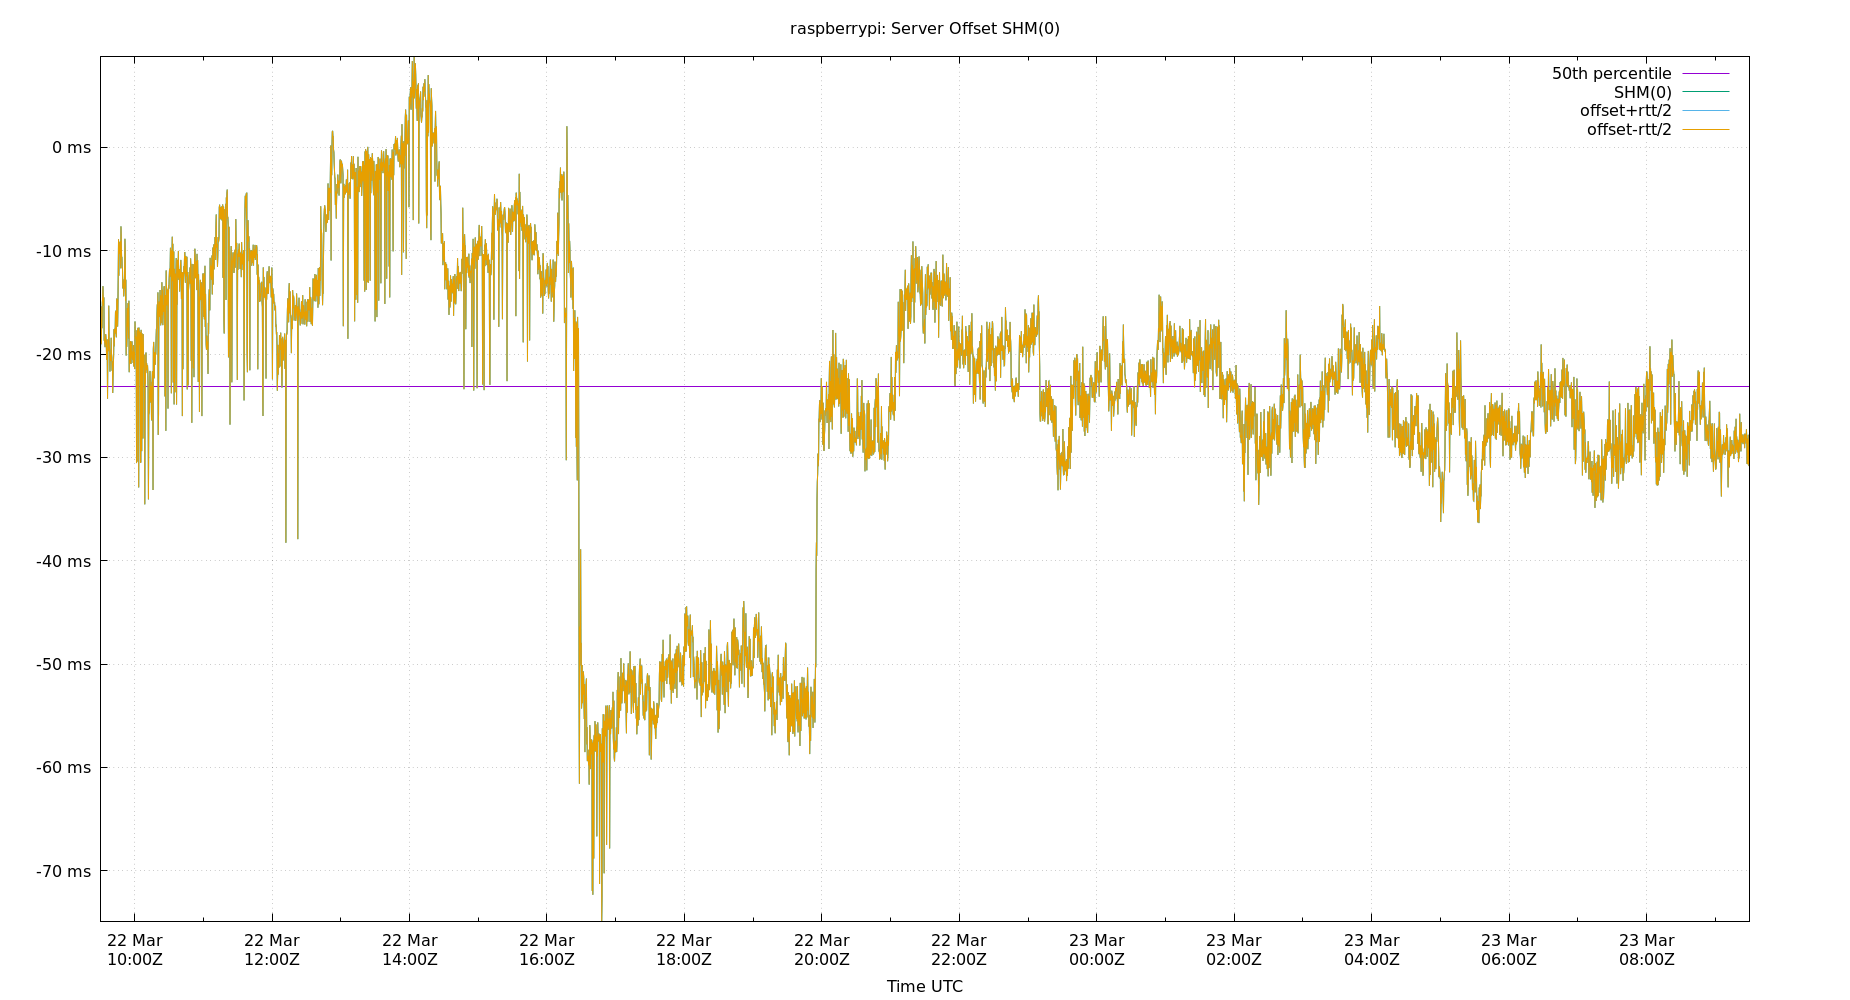 raspberrypi: Server Offset SHM(0)
50th percentile
SHM(0)
offset+rtt/2
offset-rtt/2
0 ms
-10 ms
-20 ms
-30 ms
-40 ms
-50 ms
-60 ms
-70 ms
22 Mar 22 Mar 22 Mar 22 Mar 22 Mar 22 Mar 22 Mar 23 Mar 23 Mar 23 Mar 23 Mar 23 Mar
10:00Z 12:00Z 14:00Z 16:00Z 18:00Z 20:00Z 22:00Z 00:00Z 02:00Z 04:00Z 06:00Z 08:00Z
Time UTC